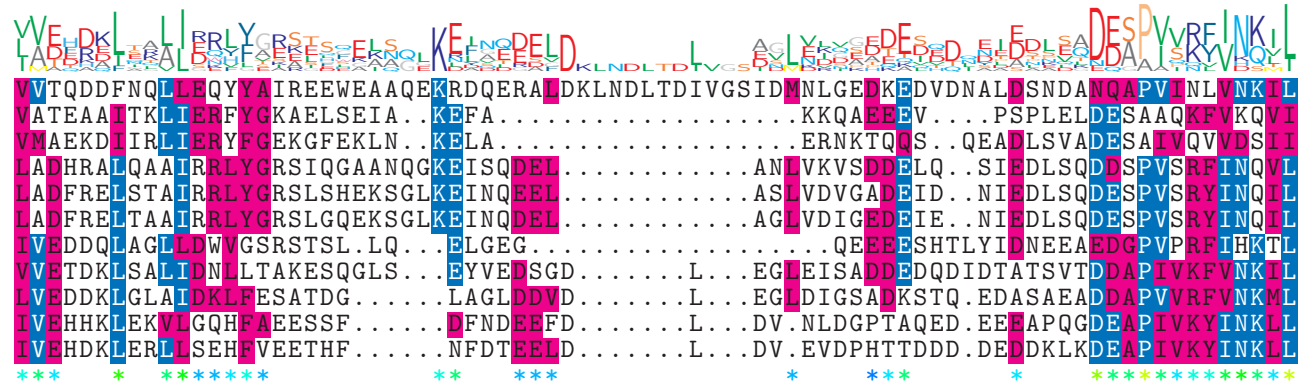 VVTQDDFNQLLEQYYAIREEWEAAQEKRDQERALDKLNDLTDIVGSIDMNLGEDKEDVDNALDSNDANQAPVINLVNKIL
VATEAAITKLIERFYGKAELSEIA..KEFA...................KKQAEEEV....PSPLELDESAAQKFVKQVI
VMAEKDIIRLIERYFGEKGFEKLN..KELA...................ERNKTQQS..QEADLSVADESAIVQVVDSII
LADHRALQAAIRRLYGRSIQGAANQGKEISQDEL............ANLVKVSDDELQ..SIEDLSQDDSPVSRFINQVL
LADFRELSTAIRRLYGRSLSHEKSGLKEINQEEL............ASLVDVGADEID..NIEDLSQDESPVSRYINQIL
LADFRELTAAIRRLYGRSLGQEKSGLKEINQDEL............AGLVDIGEDEIE..NIEDLSQDESPVSRYINQIL
IVEDDQLAGLLDWVGSRSTSL.LQ...ELGEG...................QEEEESHTLYIDNEEAEDGPVPRFIHKTL
VVETDKLSALIDNLLTAKESQGLS...EYVEDSGD.......L...EGLEISADDEDQDIDTATSVTDDAPIVKFVNKIL
LVEDDKLGLAIDKLFESATDG......LAGLDDVD.......L...EGLDIGSADKSTQ.EDASAEADDAPVVRFVNKML
IVEHHKLEKVLGQHFAEESSF......DFNDEEFD.......L...DV.NLDGPTAQED.EEEAPQGDEAPIVKYINKLL
IVEHDKLERLLSEHFVEETHF......NFDTEELD.......L...DV.EVDPHTTDDD.DEDDKLKDEAPIVKYINKLL